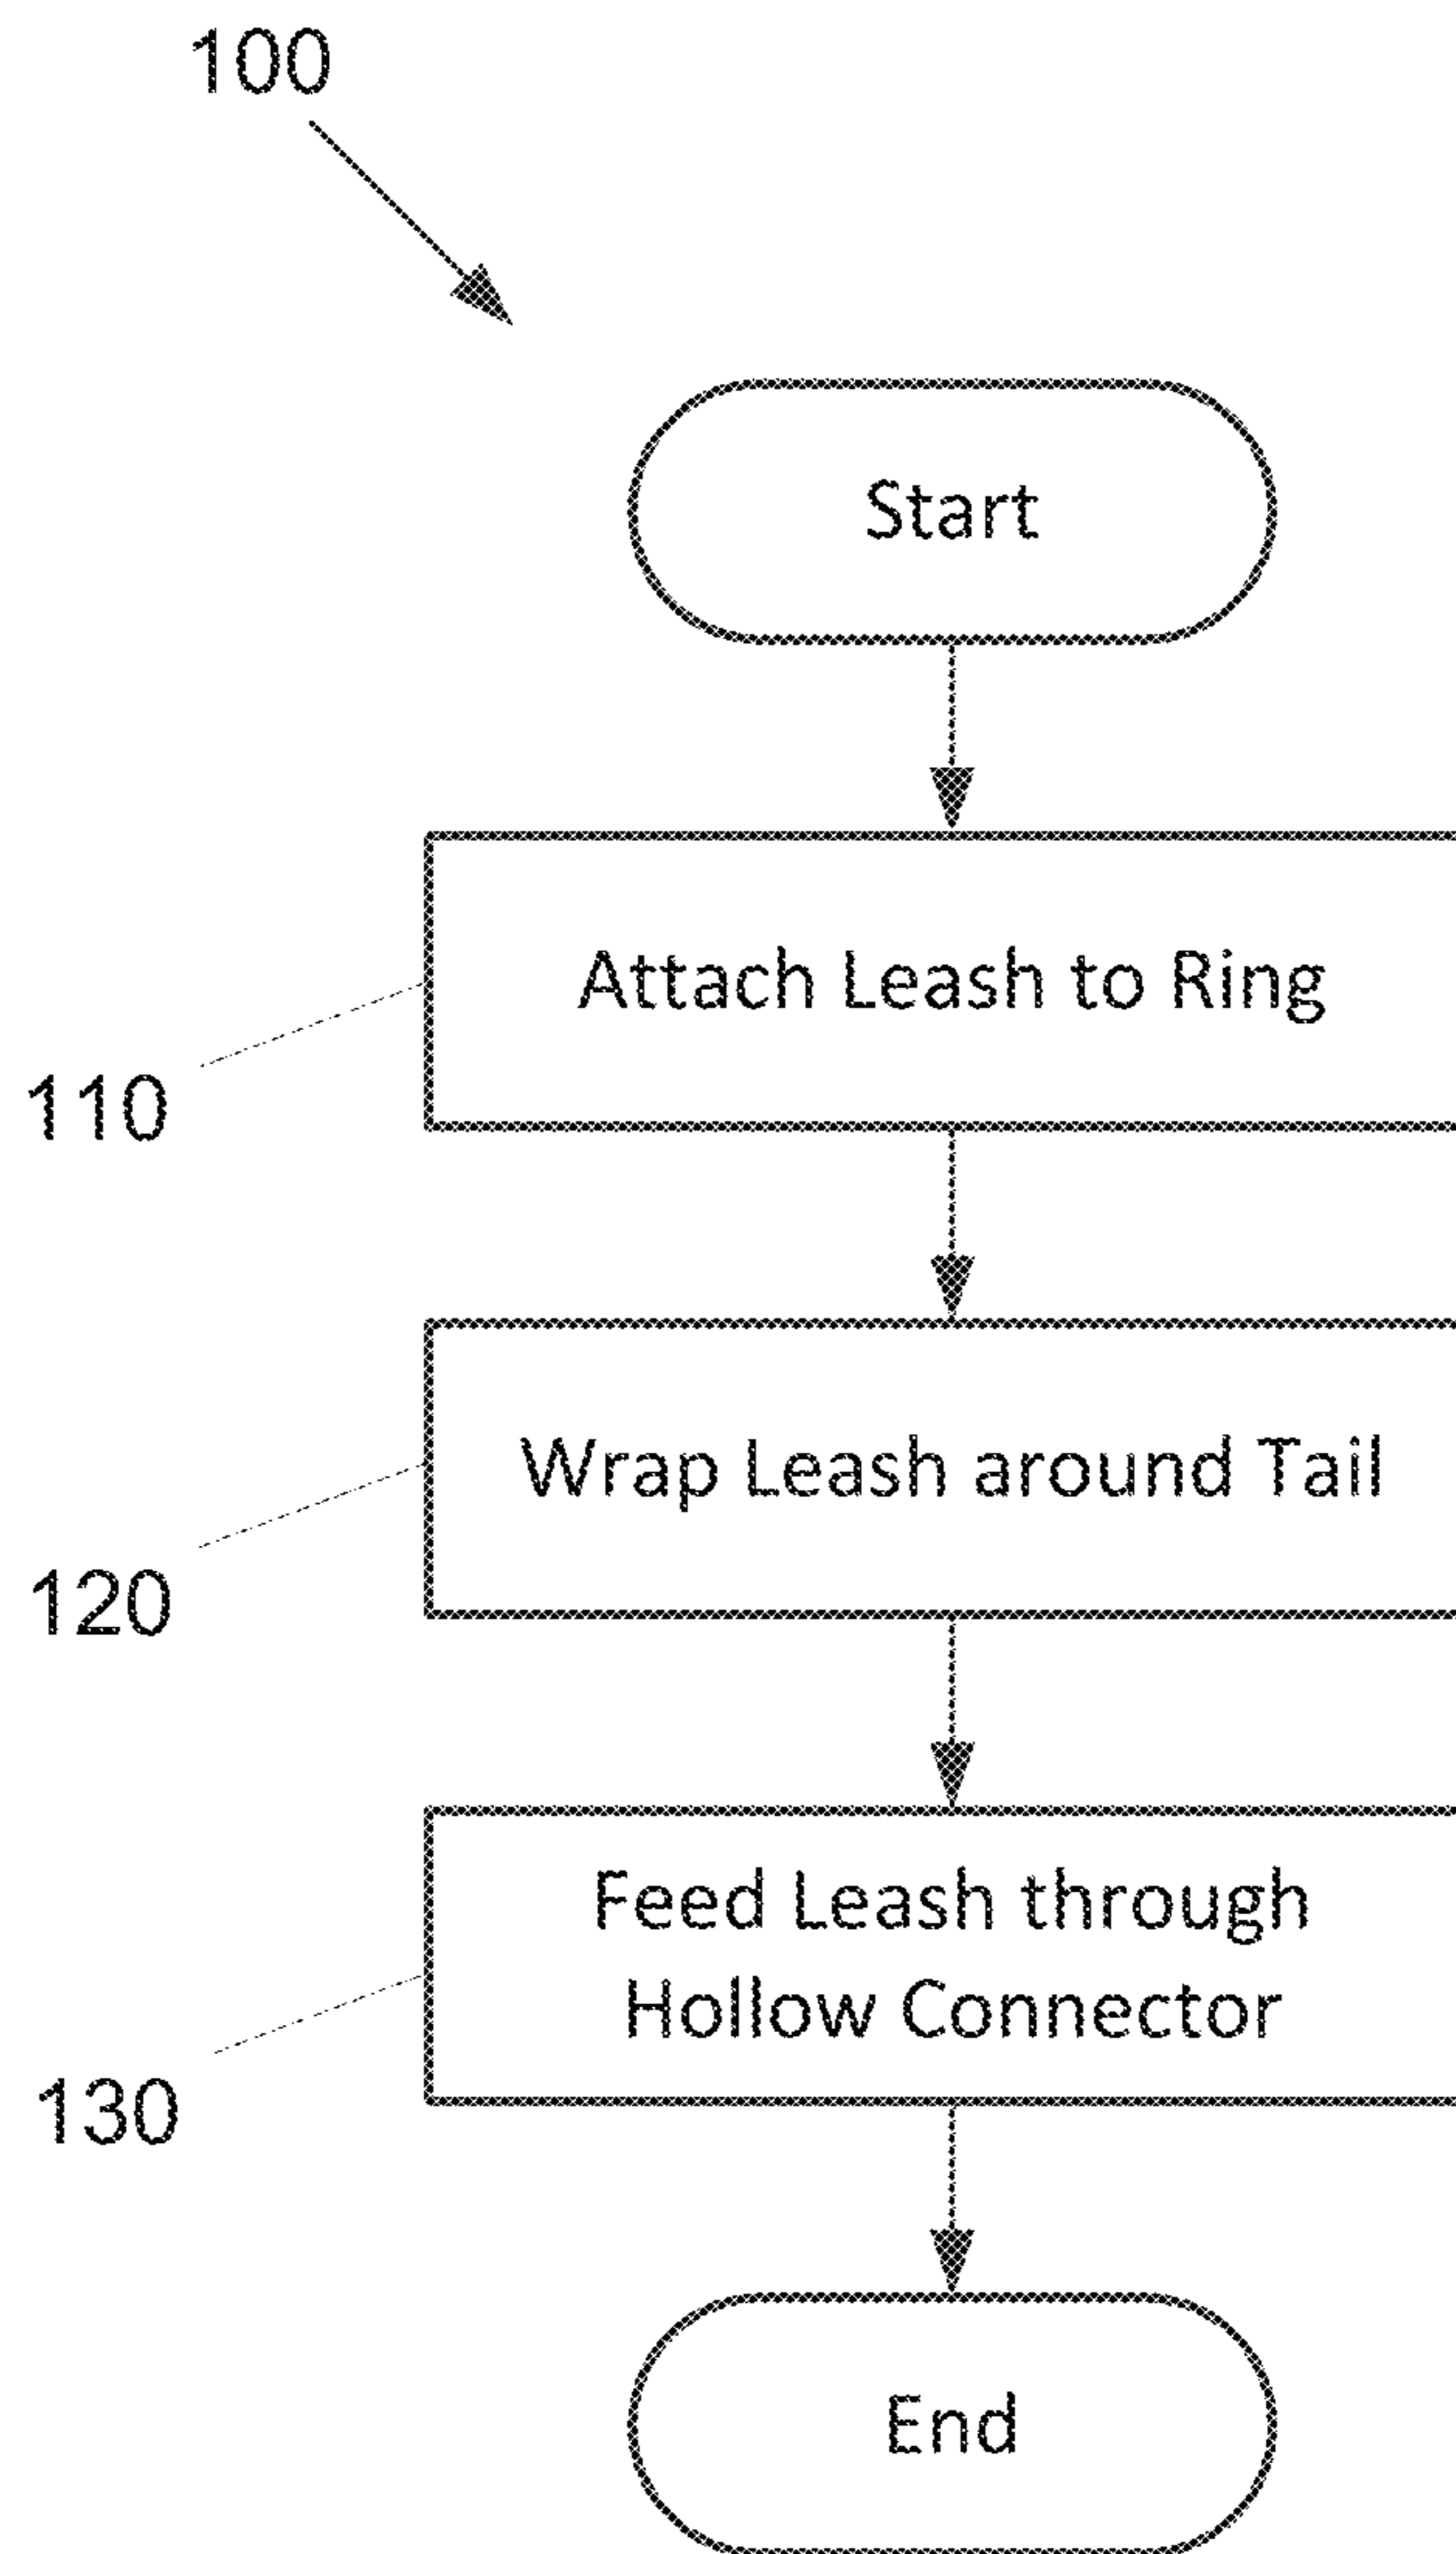 100
Start
Attach Leash to Ring
110
Wrap Leash around Tail
120
Feed Leash through
Hollow Connector
130
End